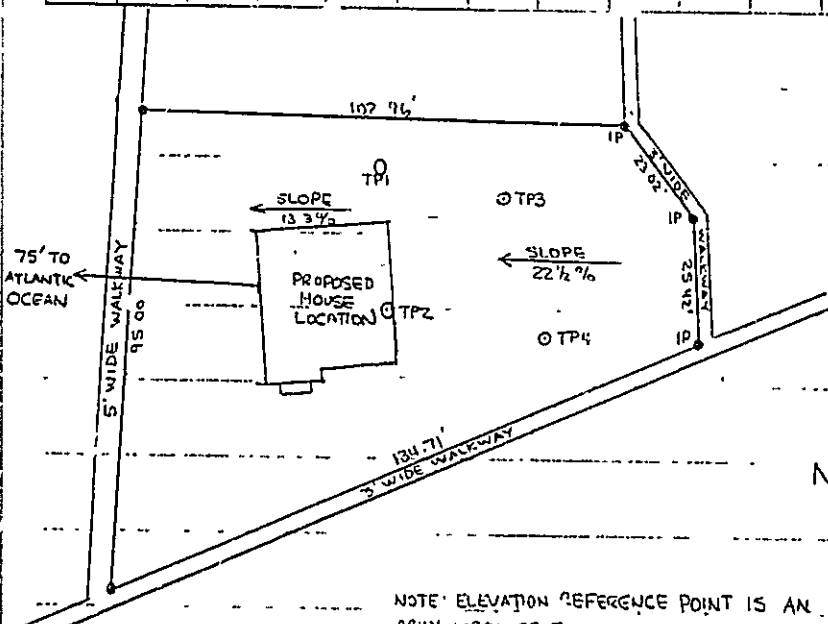 107.96'
IP
3' WIDE
23.02'
TP1
TP3
SLOPE
13.3%
IP
WALKWAY
25.42'
75' TO
ATLANTIC
OCEAN
SLOPE
22½ %
PROPOSED
HOUSE
LOCATION
TP2
5' WIDE WALKWAY
95.00
TP4
IP
134.71'
3' WIDE WALKWAY
N
NOTE: ELEVATION REFERENCE POINT IS AN